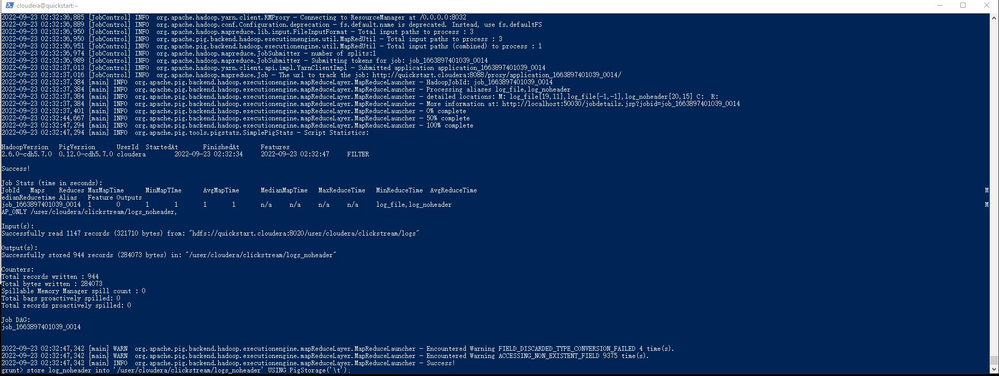 cloudera@quickstart:~
2022-09-23 02:32:36,885 [JobControl] INFO  org.apache.hadoop.yarn.client.RMProxy - Connecting to ResourceManager at /0.0.0.0:8032
2022-09-23 02:32:36,889 [JobControl] INFO  org.apache.hadoop.conf.Configuration.deprecation - fs.default.name is deprecated. Instead, use fs.defaultFS
2022-09-23 02:32:36,950 [JobControl] INFO  org.apache.hadoop.mapreduce.lib.input.FileInputFormat - Total input paths to process : 3
2022-09-23 02:32:36,950 [JobControl] INFO  org.apache.pig.backend.hadoop.executionengine.util.MapRedUtil - Total input paths to process : 3
2022-09-23 02:32:36,951 [JobControl] INFO  org.apache.pig.backend.hadoop.executionengine.util.MapRedUtil - Total input paths (combined) to process : 1
2022-09-23 02:32:36,974 [JobControl] INFO  org.apache.hadoop.mapreduce.JobSubmitter - number of splits:1
2022-09-23 02:32:36,989 [JobControl] INFO  org.apache.hadoop.mapreduce.JobSubmitter - Submitting tokens for job: job_1663897401039_0014
2022-09-23 02:32:37,013 [JobControl] INFO  org.apache.hadoop.yarn.client.api.impl.YarnClientImpl - Submitted application application_1663897401039_0014
2022-09-23 02:32:37,016 [JobControl] INFO  org.apache.hadoop.mapreduce.Job - The url to track the job: http://quickstart.cloudera:8088/proxy/application_1663897401039_0014/
2022-09-23 02:32:37,384 [main] INFO  org.apache.pig.backend.hadoop.executionengine.mapReduceLayer.MapReduceLauncher - HadoopJobId: job_1663897401039_0014
2022-09-23 02:32:37,384 [main] INFO  org.apache.pig.backend.hadoop.executionengine.mapReduceLayer.MapReduceLauncher - Processing aliases log_file,log_noheader
2022-09-23 02:32:37,384 [main] INFO  org.apache.pig.backend.hadoop.executionengine.mapReduceLayer.MapReduceLauncher - detailed locations: M: log_file[19,11],log_file[-1,-1],log_noheader[20,15] C:  R:
2022-09-23 02:32:37,384 [main] INFO  org.apache.pig.backend.hadoop.executionengine.mapReduceLayer.MapReduceLauncher - More information at: http://localhost:50030/jobdetails.jsp?jobid=job_1663897401039_0014
2022-09-23 02:32:37,401 [main] INFO  org.apache.pig.backend.hadoop.executionengine.mapReduceLayer.MapReduceLauncher - 0% complete
2022-09-23 02:32:44,667 [main] INFO  org.apache.pig.backend.hadoop.executionengine.mapReduceLayer.MapReduceLauncher - 50% complete
2022-09-23 02:32:47,294 [main] INFO  org.apache.pig.backend.hadoop.executionengine.mapReduceLayer.MapReduceLauncher - 100% complete
2022-09-23 02:32:47,294 [main] INFO  org.apache.pig.tools.pigstats.SimplePigStats - Script Statistics:
HadoopVersion   PigVersion      UserId  StartedAt       FinishedAt      Features
2.6.0-cdh5.7.0  0.12.0-cdh5.7.0 cloudera        2022-09-23 02:32:34     2022-09-23 02:32:47     FILTER
Success!
Job Stats (time in seconds):
JobId   Maps    Reduces MaxMapTime      MinMapTIme      AvgMapTime      MedianMapTime   MaxReduceTime   MinReduceTime  AvgReduceTime   M
edianReducetime Alias   Feature Outputs
job_1663897401039_0014  1       0       1       1       1       1       n/a     n/a     n/a     n/a     log_file,log_noheader   M
AP_ONLY /user/cloudera/clickstream/logs_noheader,
Input(s):
Successfully read 1147 records (321710 bytes) from: "hdfs://quickstart.cloudera:8020/user/cloudera/clickstream/logs"
Output(s):
Successfully stored 944 records (284073 bytes) in: "/user/cloudera/clickstream/logs_noheader"
Counters:
Total records written : 944
Total bytes written : 284073
Spillable Memory Manager spill count : 0
Total bags proactively spilled: 0
Total records proactively spilled: 0
Job DAG:
job_1663897401039_0014
2022-09-23 02:32:47,342 [main] WARN  org.apache.pig.backend.hadoop.executionengine.mapReduceLayer.MapReduceLauncher - Encountered Warning FIELD_DISCARDED_TYPE_CONVERSION_FAILED 4 time(s).
2022-09-23 02:32:47,342 [main] WARN  org.apache.pig.backend.hadoop.executionengine.mapReduceLayer.MapReduceLauncher - Encountered Warning ACCESSING_NON_EXISTENT_FIELD 9375 time(s).
2022-09-23 02:32:47,342 [main] INFO  org.apache.pig.backend.hadoop.executionengine.mapReduceLayer.MapReduceLauncher - Success!
grunt> store log_noheader into '/user/cloudera/clickstream/logs_noheader' USING PigStorage('\t');